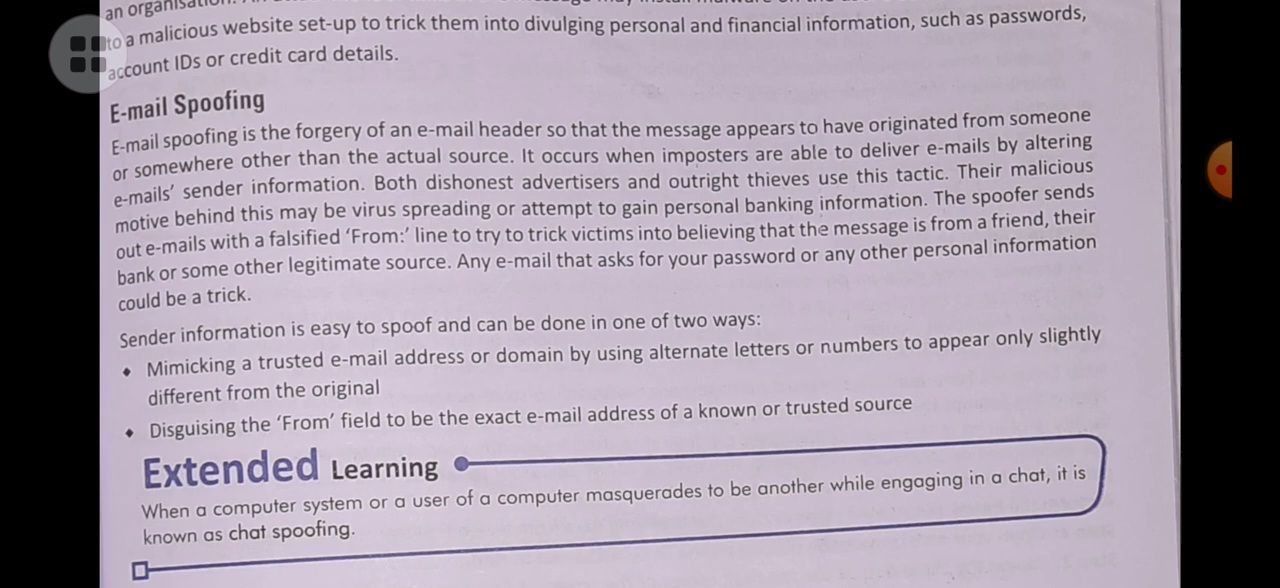 an organisation.
to a malicious website set-up to trick them into divulging personal and financial information, such as passwords,
account IDs or credit card details.
E-mail Spoofing
E-mail spoofing is the forgery of an e-mail header so that the message appears to have originated from someone
or somewhere other than the actual source. It occurs when imposters are able to deliver e-mails by altering
e-mails' sender information. Both dishonest advertisers and outright thieves use this tactic. Their malicious
motive behind this may be virus spreading or attempt to gain personal banking information. The spoofer sends
out e-mails with a falsified 'From:' line to try to trick victims into believing that the message is from a friend, their
bank or some other legitimate source. Any e-mail that asks for your password or any other personal information
could be a trick.
Sender information is easy to spoof and can be done in one of two ways:
♦ Mimicking a trusted e-mail address or domain by using alternate letters or numbers to appear only slightly
different from the original
♦ Disguising the 'From' field to be the exact e-mail address of a known or trusted source
Extended Learning
When a computer system or a user of a computer masquerades to be another while engaging in a chat, it is
known as chat spoofing.